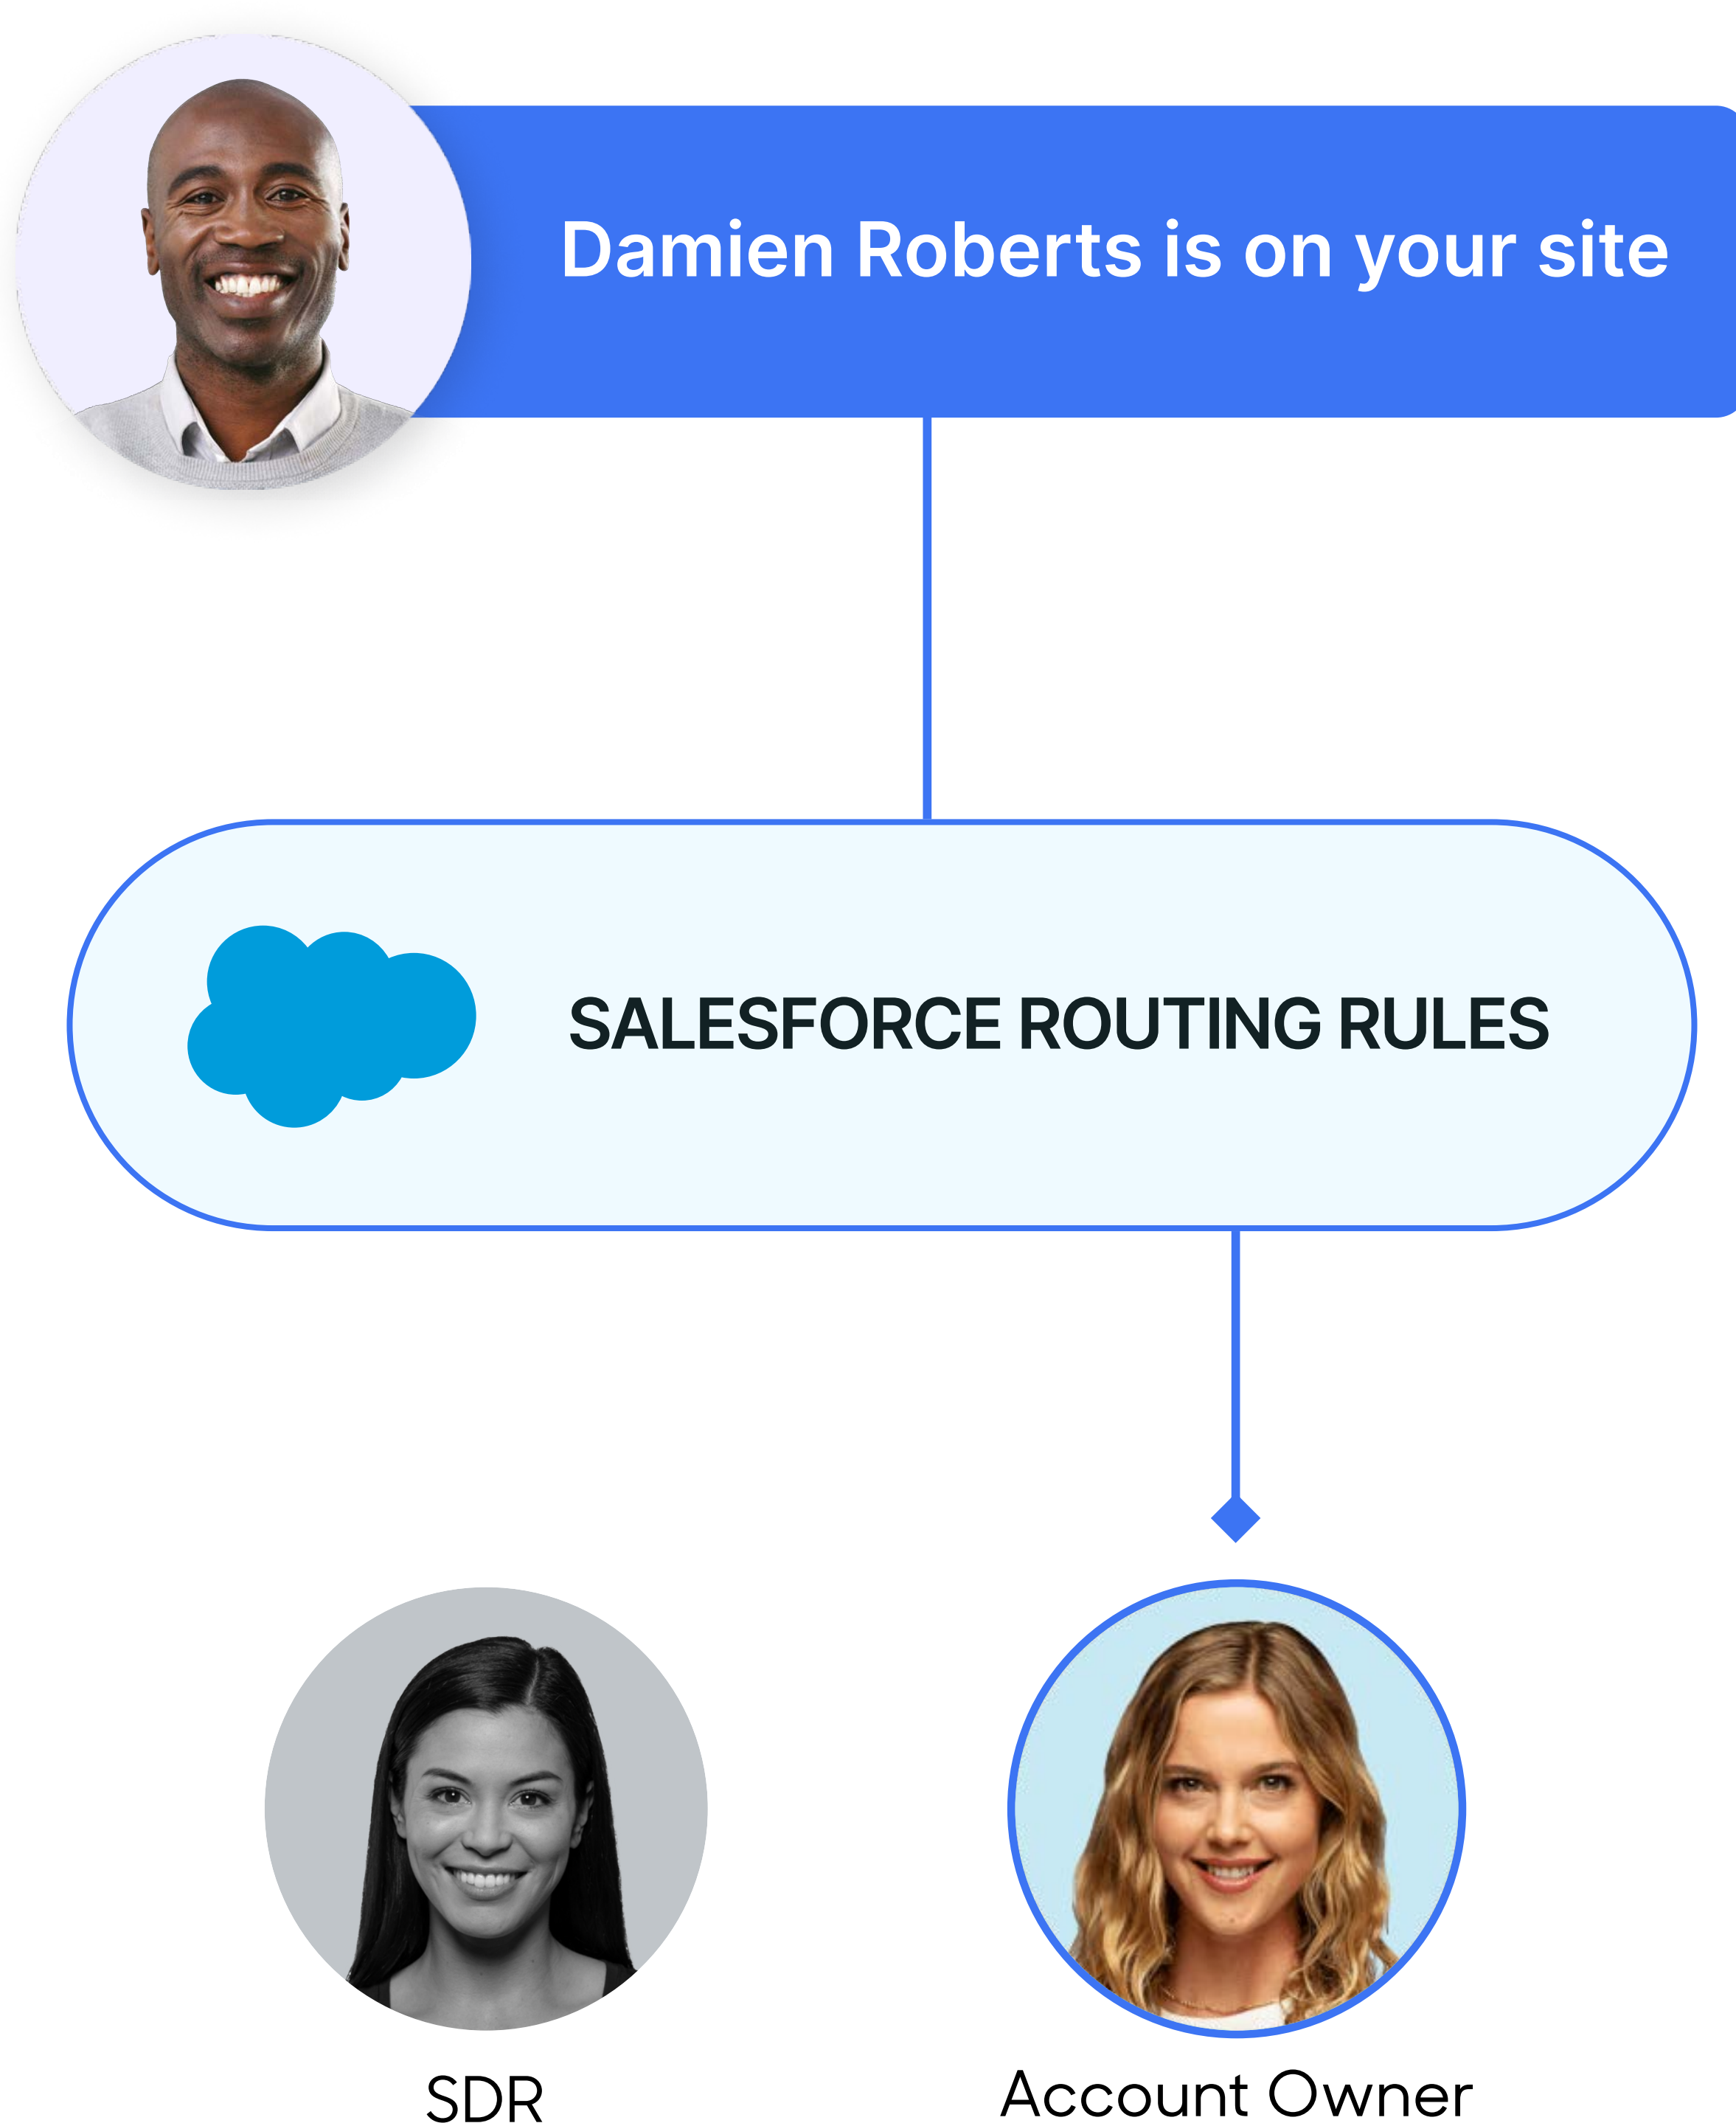 Damien Roberts is on your site
SALESFORCE ROUTING RULES
SDR
Account Owner